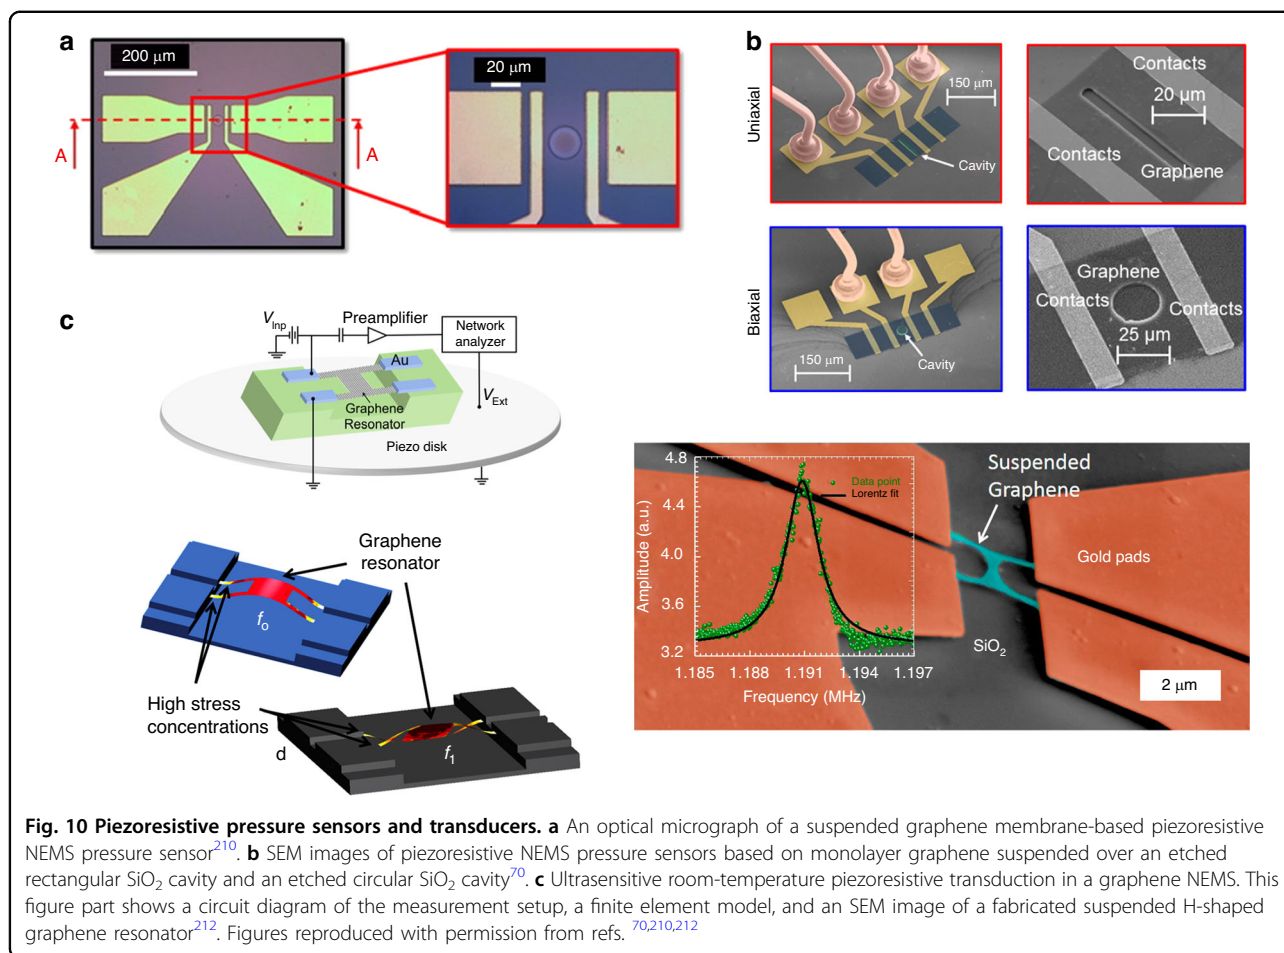 a
200 μm
20 μm
A
A
b
Uniaxial
150 μm
Cavity
Contacts
20 μm
Contacts
Graphene
Biaxial
150 μm
Cavity
Graphene
Contacts
Contacts
25 μm
c
V_Inp
Preamplifier
Network
analyzer
Au
V_Ext
Graphene
Resonator
Piezo disk
Graphene
resonator
f_o
High stress
concentrations
d
f_1
4.8
4.4
4.0
3.6
3.2
Amplitude (a.u.)
Data point
Lorentz fit
1.185 1.188 1.191 1.194 1.197
Frequency (MHz)
Suspended
Graphene
Gold pads
SiO₂
2 μm
Fig. 10 Piezoresistive pressure sensors and transducers. a An optical micrograph of a suspended graphene membrane-based piezoresistive
NEMS pressure sensor²¹⁰. b SEM images of piezoresistive NEMS pressure sensors based on monolayer graphene suspended over an etched
rectangular SiO₂ cavity and an etched circular SiO₂ cavity⁷⁰. c Ultrasensitive room-temperature piezoresistive transduction in a graphene NEMS. This
figure part shows a circuit diagram of the measurement setup, a finite element model, and an SEM image of a fabricated suspended H-shaped
graphene resonator²¹². Figures reproduced with permission from refs. ⁷⁰,²¹⁰,²¹²